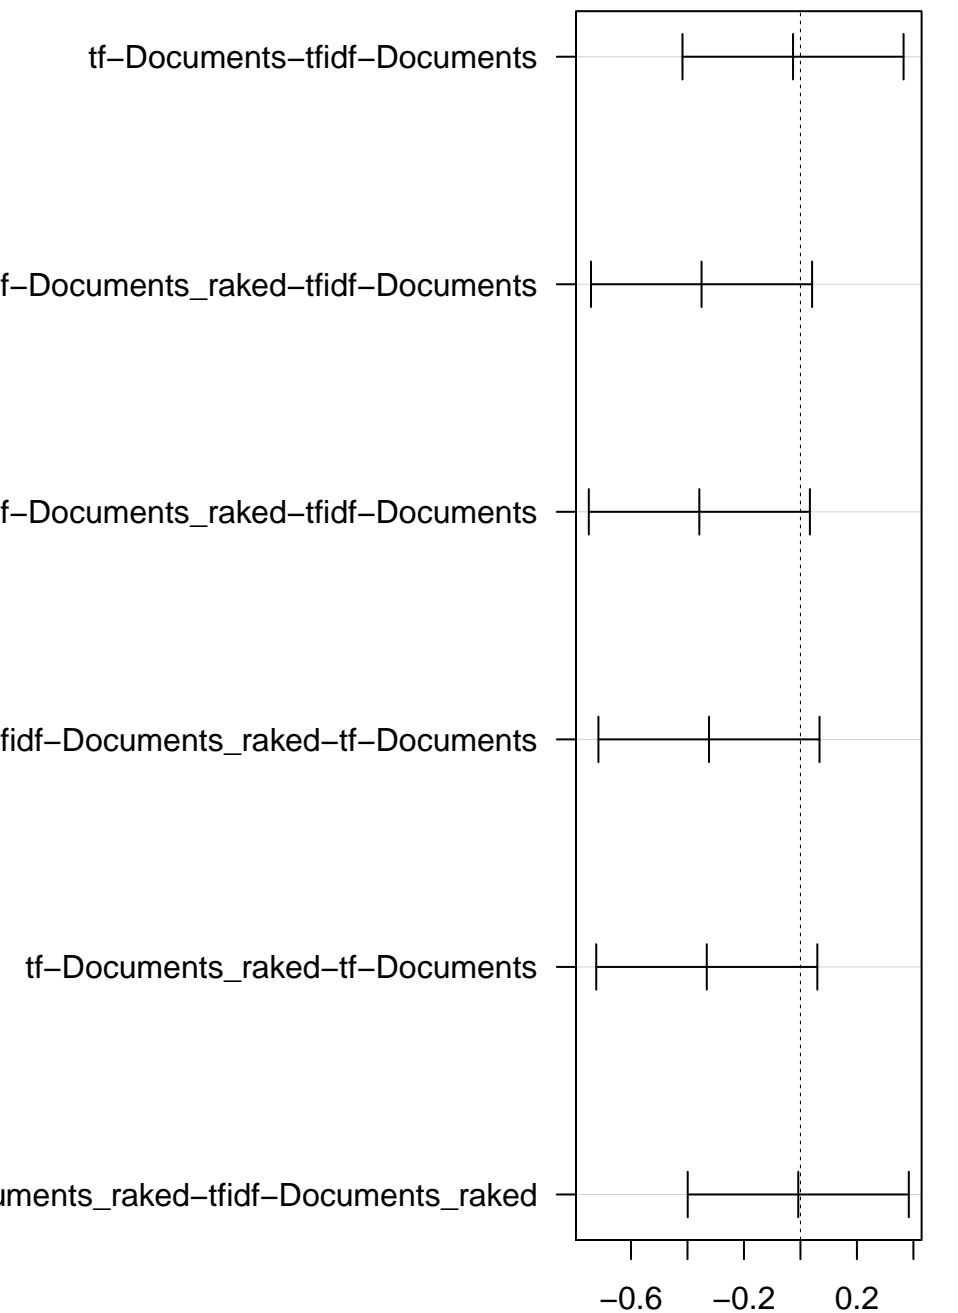 tf−Documents−tfidf−Documents
f−Documents_raked−tfidf−Documents
f−Documents_raked−tfidf−Documents
fidf−Documents_raked−tf−Documents
tf−Documents_raked−tf−Documents
uments_raked−tfidf−Documents_raked
−0.6 −0.2 0.2